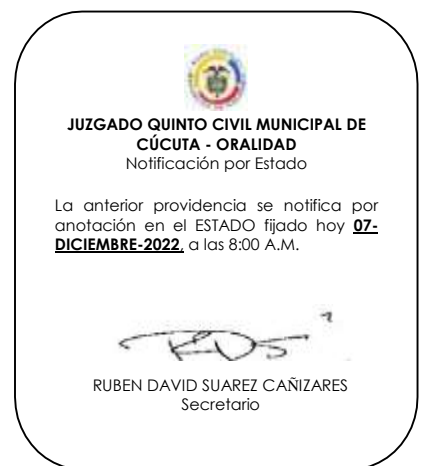 JUZGADO QUINTO CIVIL MUNICIPAL DE
CÚCUTA - ORALIDAD
Notificación por Estado
La anterior providencia se notifica por
anotación en el ESTADO fijado hoy 07-
DICIEMBRE-2022, a las 8:00 A.M.
RUBEN DAVID SUAREZ CAÑIZARES
Secretario